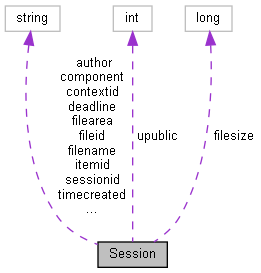 string
int
long
author
component
contextid
deadline
filearea
fileid
filename
itemid
sessionid
timecreated
...
upublic
filesize
Session